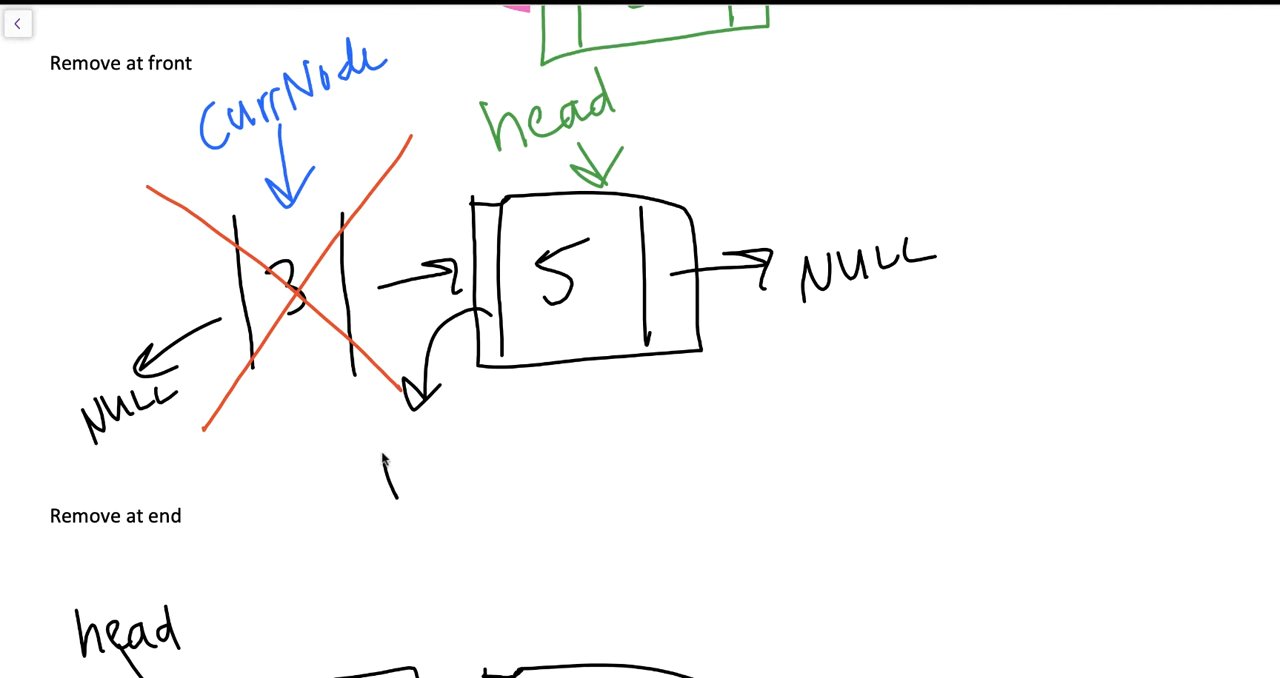 Remove at front
CurrNode
head
3
5
NULL
NULL
Remove at end
head